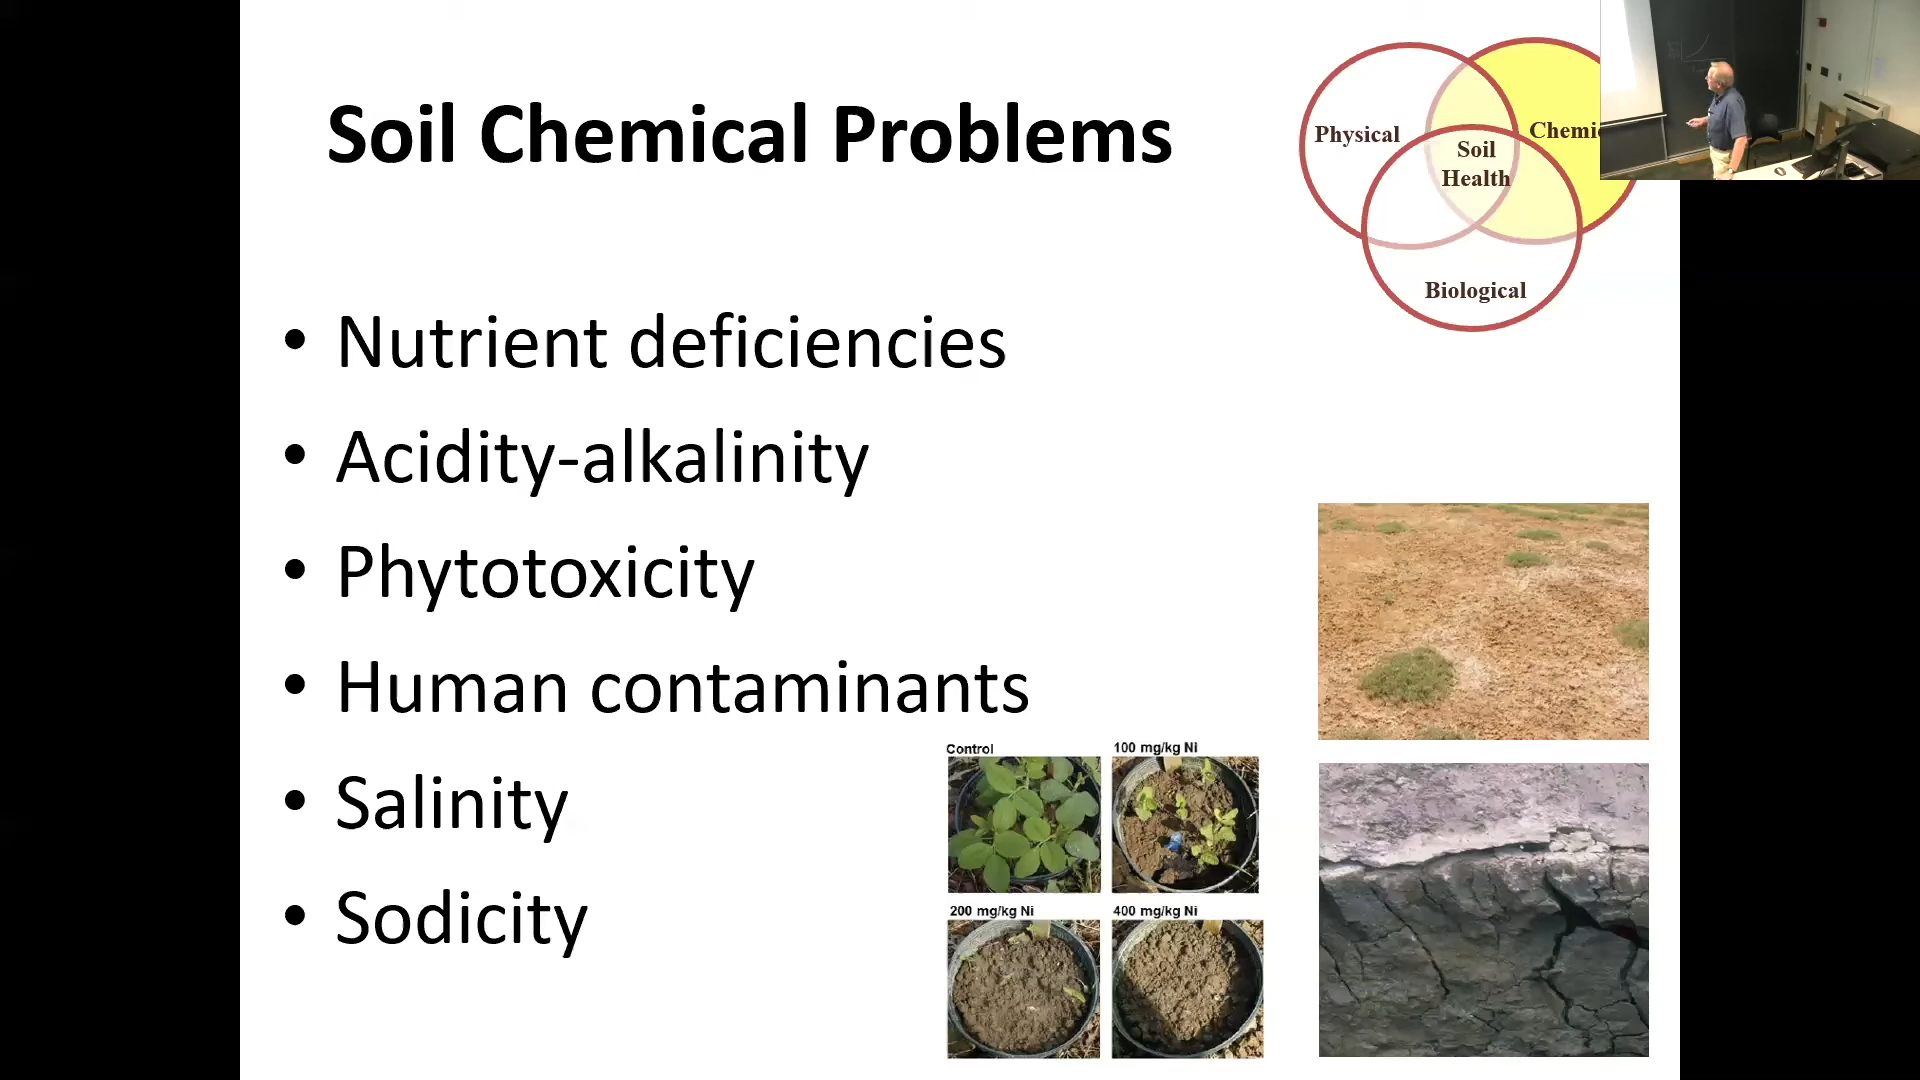 Soil Chemical Problems
Physical
Soil
Health
Biological
• Nutrient deficiencies
• Acidity-alkalinity
• Phytotoxicity
• Human contaminants
• Salinity
• Sodicity
Control
100 mg/kg Ni
200 mg/kg Ni
400 mg/kg Ni